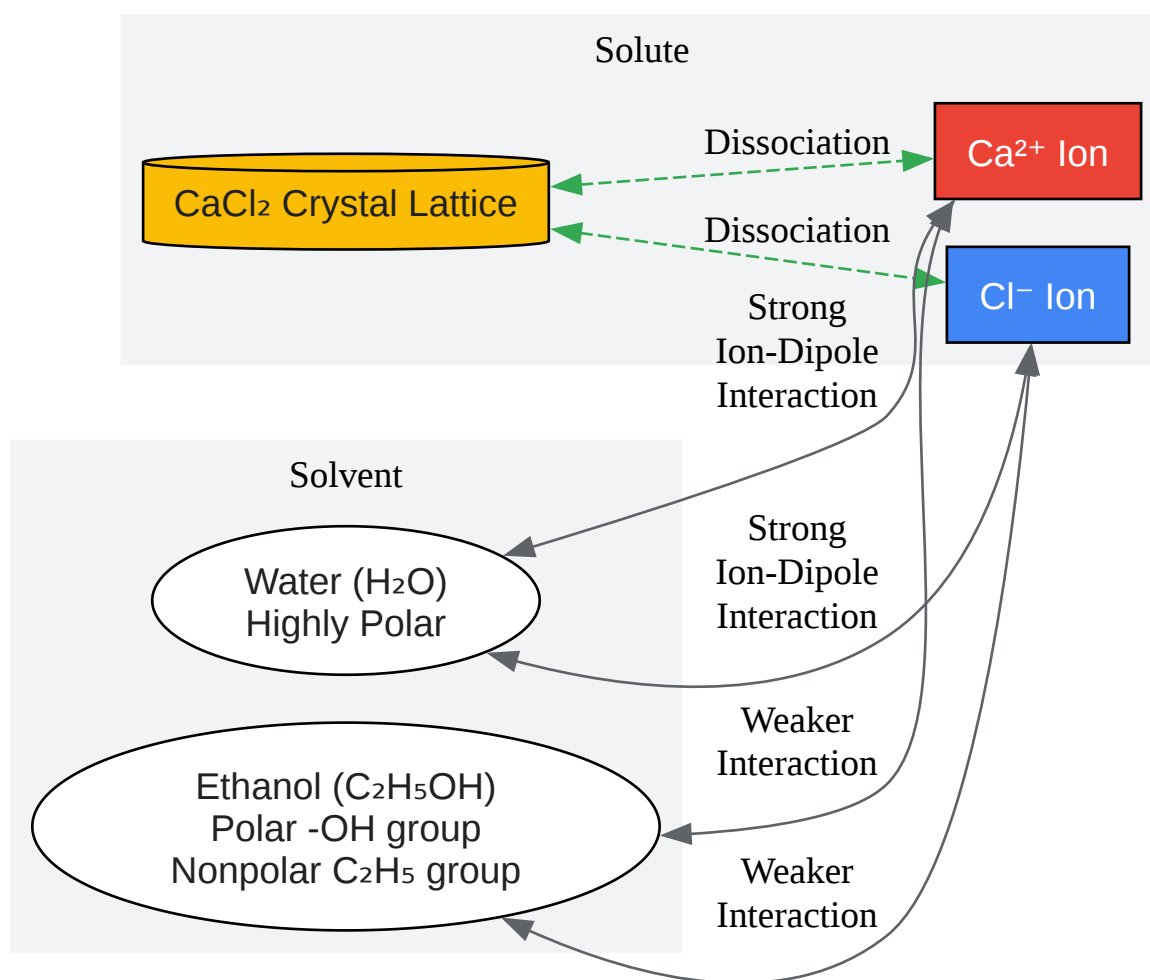 Solute
Dissociation
Ca²⁺ Ion
CaCl₂ Crystal Lattice
Dissociation
Cl⁻ Ion
Strong
Ion-Dipole
Interaction
Solvent
Water (H₂O)
Highly Polar
Strong
Ion-Dipole
Interaction
Weaker
Interaction
Ethanol (C₂H₅OH)
Polar -OH group
Nonpolar C₂H₅ group
Weaker
Interaction